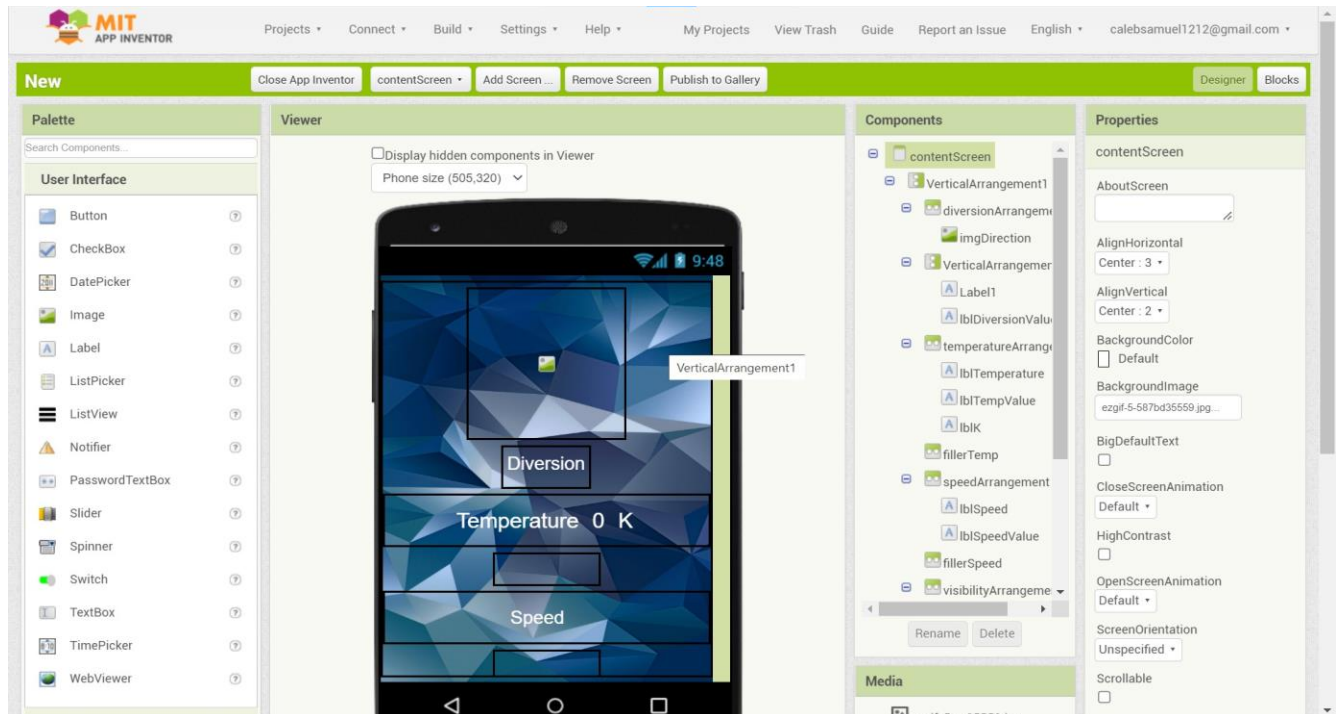 MIT
APP INVENTOR
Projects Connect Build Settings Help My Projects View Trash Guide Report an Issue English calebsamuel1212@gmail.com
New
Close App Inventor contentScreen Add Screen ... Remove Screen Publish to Gallery Designer Blocks
Palette
Search Components...
User Interface
Button
CheckBox
DatePicker
Image
Label
ListPicker
ListView
Notifier
PasswordTextBox
Slider
Spinner
Switch
TextBox
TimePicker
WebViewer
Viewer
Display hidden components in Viewer
Phone size (505,320)
9:48
VerticalArrangement1
Diversion
Temperature 0 K
Speed
Components
contentScreen
VerticalArrangement1
diversionArrangeme
imgDirection
VerticalArrangemer
Label1
lblDiversionValu
temperatureArrange
lblTemperature
lblTempValue
lblK
fillerTemp
speedArrangement
lblSpeed
lblSpeedValue
fillerSpeed
visibilityArrangeme
Rename Delete
Media
Properties
contentScreen
AboutScreen
AlignHorizontal
Center : 3
AlignVertical
Center : 2
BackgroundColor
Default
BackgroundImage
ezgif-5-587bd35559.jpg...
BigDefaultText
CloseScreenAnimation
Default
HighContrast
OpenScreenAnimation
Default
ScreenOrientation
Unspecified
Scrollable